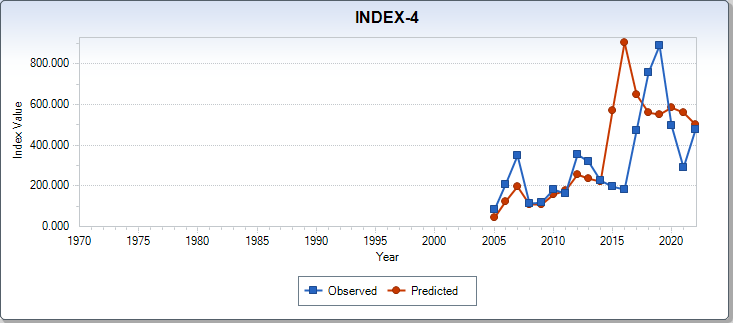 INDEX-4
800.000
600.000
400.000
200.000
0.000
Index Value
1970 1975 1980 1985 1990 1995 2000 2005 2010 2015 2020
Year
Observed Predicted